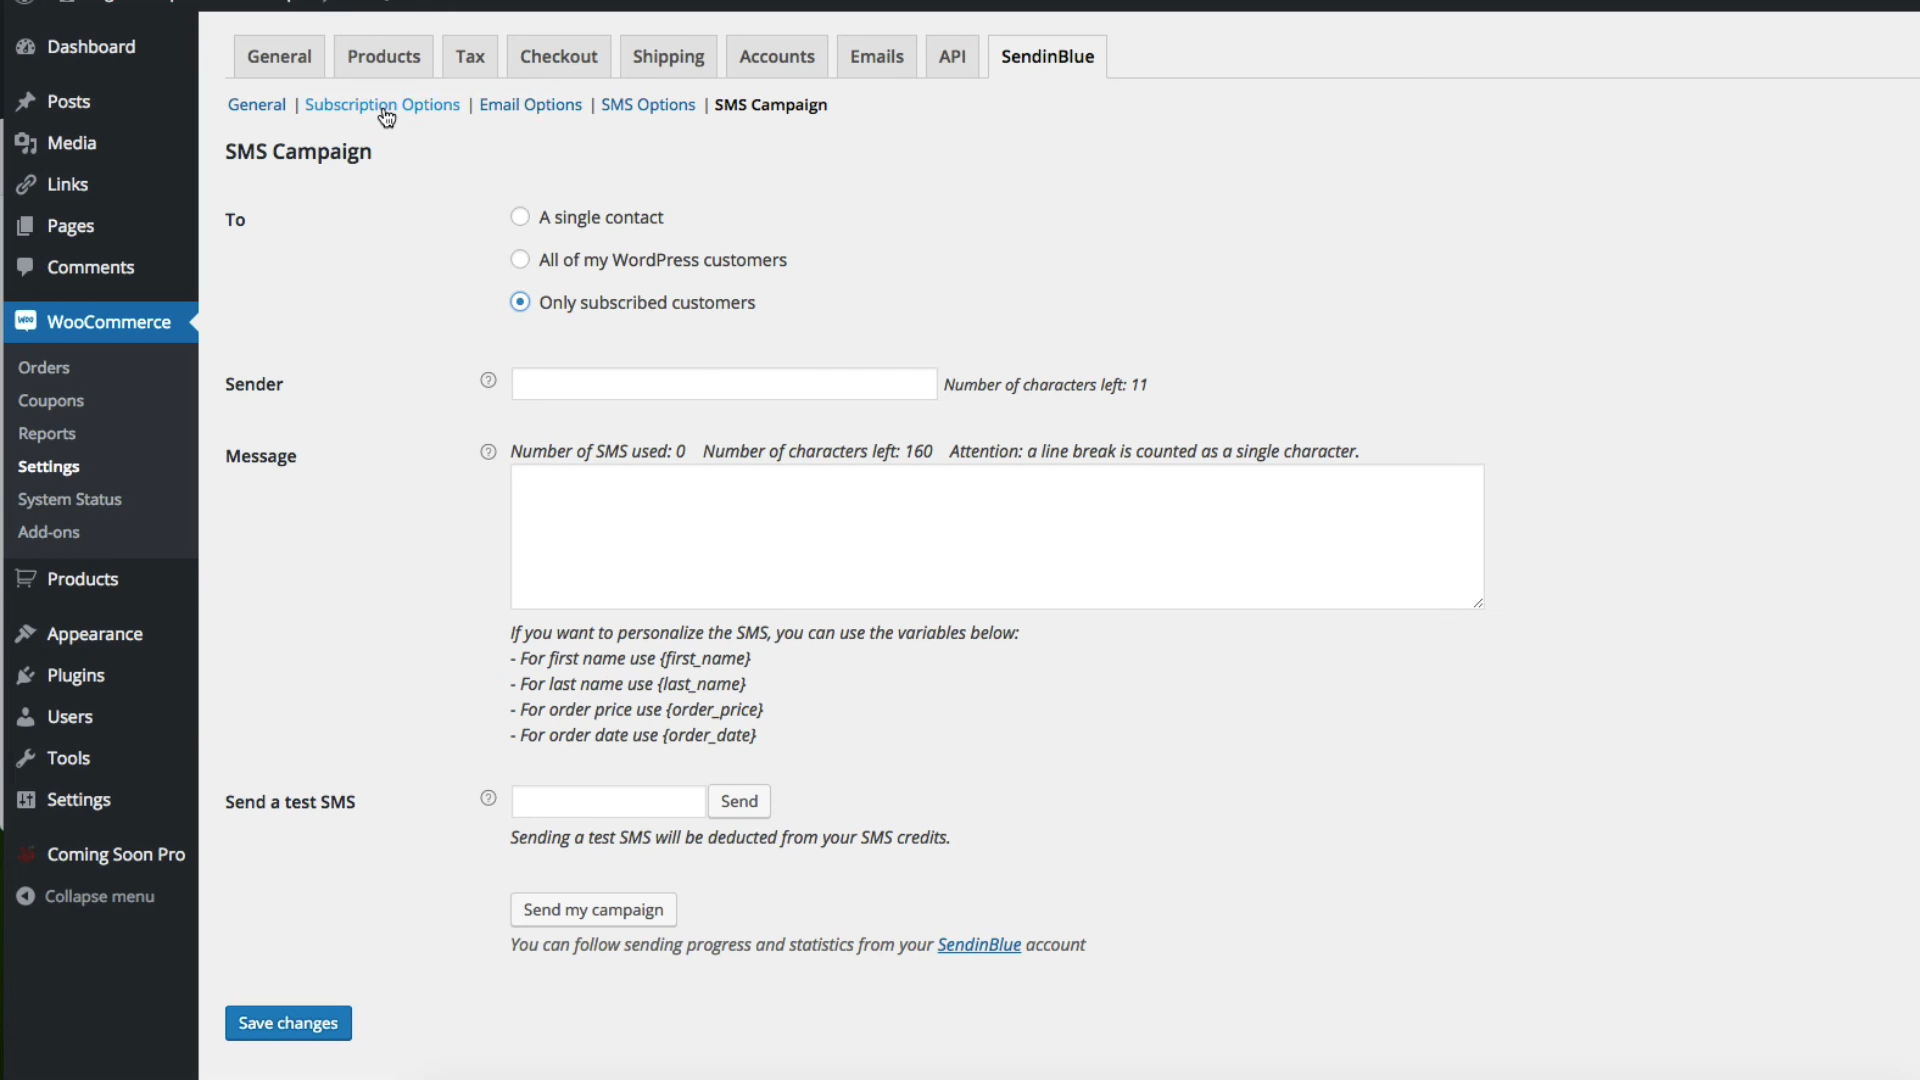 Dashboard
Posts
Media
Links
Pages
Comments
WOO WooCommerce
Orders
Coupons
Reports
Settings
System Status
Add-ons
Products
Appearance
Plugins
Users
Tools
Settings
Coming Soon Pro
Collapse menu
General Products Tax Checkout Shipping Accounts Emails API SendinBlue
General | Subscription Options | Email Options | SMS Options | SMS Campaign
SMS Campaign
To
A single contact
All of my WordPress customers
Only subscribed customers
Sender ? Number of characters left: 11
Message ? Number of SMS used: 0 Number of characters left: 160 Attention: a line break is counted as a single character.
If you want to personalize the SMS, you can use the variables below:
- For first name use {first_name}
- For last name use {last_name}
- For order price use {order_price}
- For order date use {order_date}
Send a test SMS ? Send
Sending a test SMS will be deducted from your SMS credits.
Send my campaign
You can follow sending progress and statistics from your SendinBlue account
Save changes